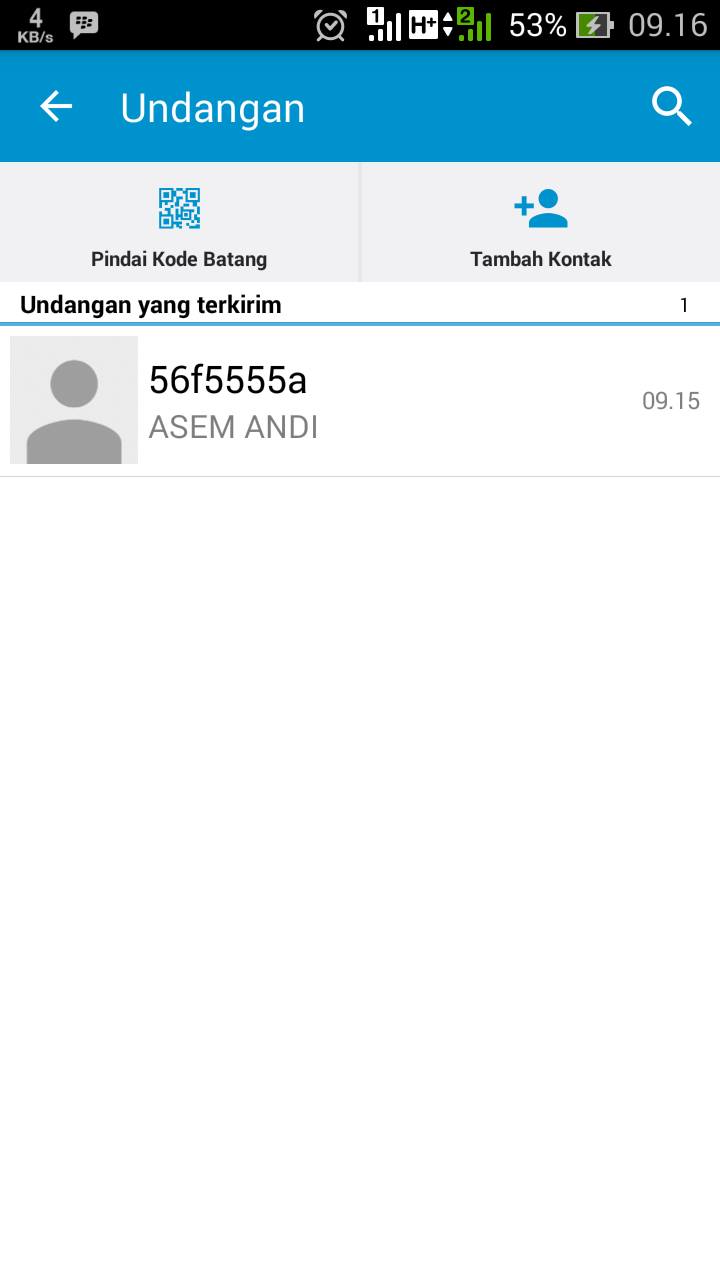 4
KB/s
1
H+
2
53%
09.16
Undangan
Pindai Kode Batang
Tambah Kontak
Undangan yang terkirim
1
56f5555a
ASEM ANDI
09.15